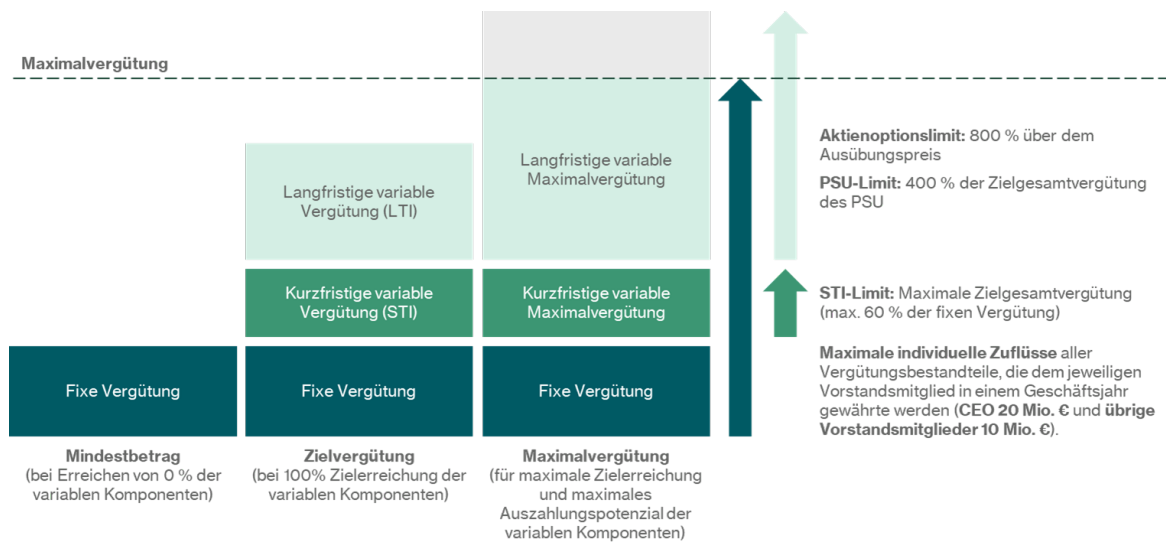 Maximalvergütung
Langfristige variable
Vergütung (LTI)
Langfristige variable
Maximalvergütung
Kurzfristige variable
Vergütung (STI)
Kurzfristige variable
Maximalvergütung
Fixe Vergütung
Fixe Vergütung
Fixe Vergütung
Mindestbetrag
(bei Erreichen von 0 % der
variablen Komponenten)
Zielvergütung
(bei 100% Zielerreichung der
variablen Komponenten)
Maximalvergütung
(für maximale Zielerreichung
und maximales
Auszahlungspotenzial der
variablen Komponenten)
Aktienoptionslimit: 800 % über dem
Ausübungspreis
PSU-Limit: 400 % der Zielgesamtvergütung
des PSU
STI-Limit: Maximale Zielgesamtvergütung
(max. 60 % der fixen Vergütung)
Maximale individuelle Zuflüsse aller
Vergütungsbestandteile, die dem jeweiligen
Vorstandsmitglied in einem Geschäftsjahr
gewährte werden (CEO 20 Mio. € und übrige
Vorstandsmitglieder 10 Mio. €).